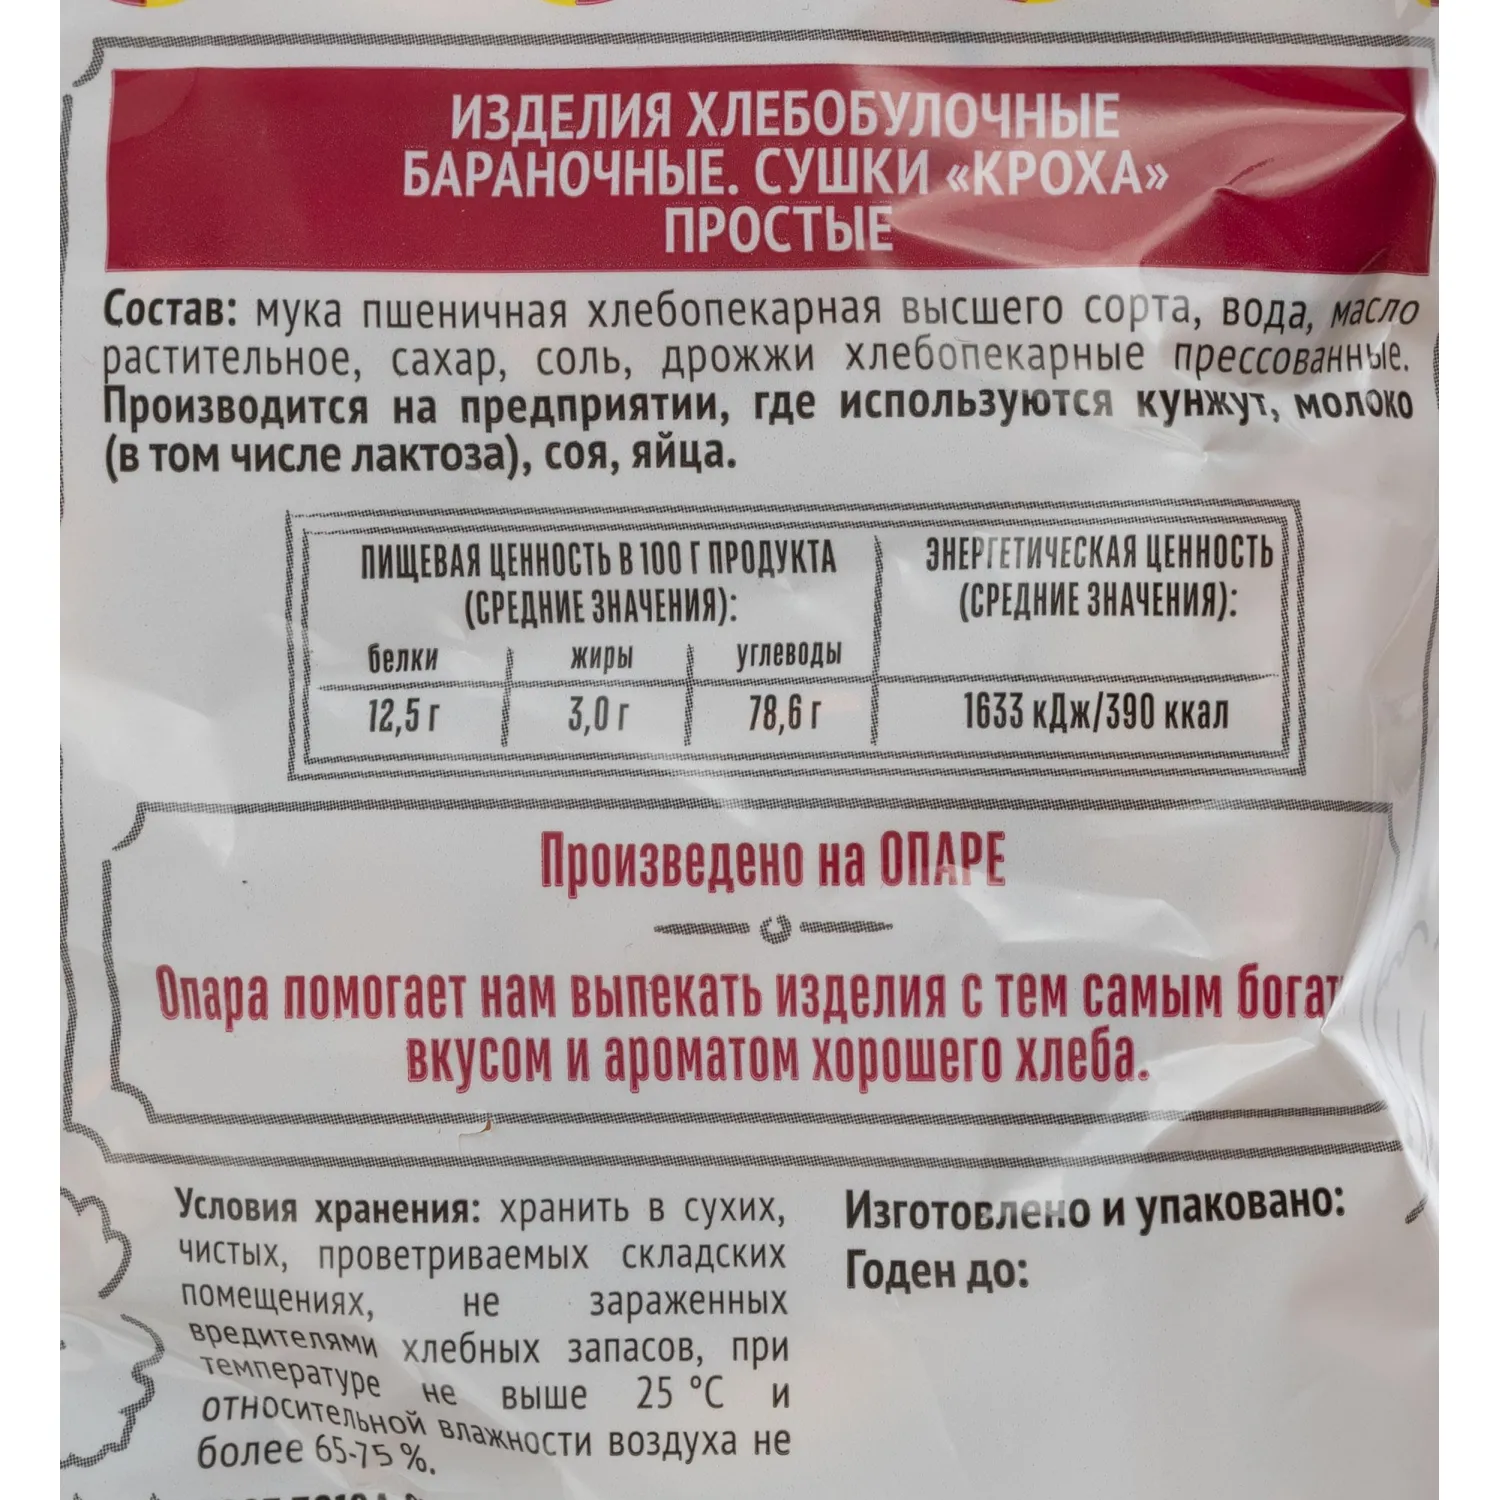 ИЗДЕЛИЯ ХЛЕБОБУЛОЧНЫЕ
БАРАНОЧНЫЕ. СУШКИ «КРОХА»
ПРОСТЫЕ
Состав: мука пшеничная хлебопекарная высшего сорта, вода, масло
растительное, сахар, соль, дрожжи хлебопекарные прессованные.
Производится на предприятии, где используются кунжут, молоко
(в том числе лактоза), соя, яйца.
ПИЩЕВАЯ ЦЕННОСТЬ В 100 Г ПРОДУКТА
(СРЕДНИЕ ЗНАЧЕНИЯ):
белки жиры углеводы
12,5 г 3,0 г 78,6 г
ЭНЕРГЕТИЧЕСКАЯ ЦЕННОСТЬ
(СРЕДНИЕ ЗНАЧЕНИЯ):
1633 кДж/390 ккал
Произведено на ОПАРЕ
Опара помогает нам выпекать изделия с тем самым богат
вкусом и ароматом хорошего хлеба.
Условия хранения: хранить в сухих,
чистых, проветриваемых складских
помещениях, не зараженных
вредителями хлебных запасов, при
температуре не выше 25 °С и
относительной влажности воздуха не
более 65-75 %.
Изготовлено и упаковано:
Годен до: